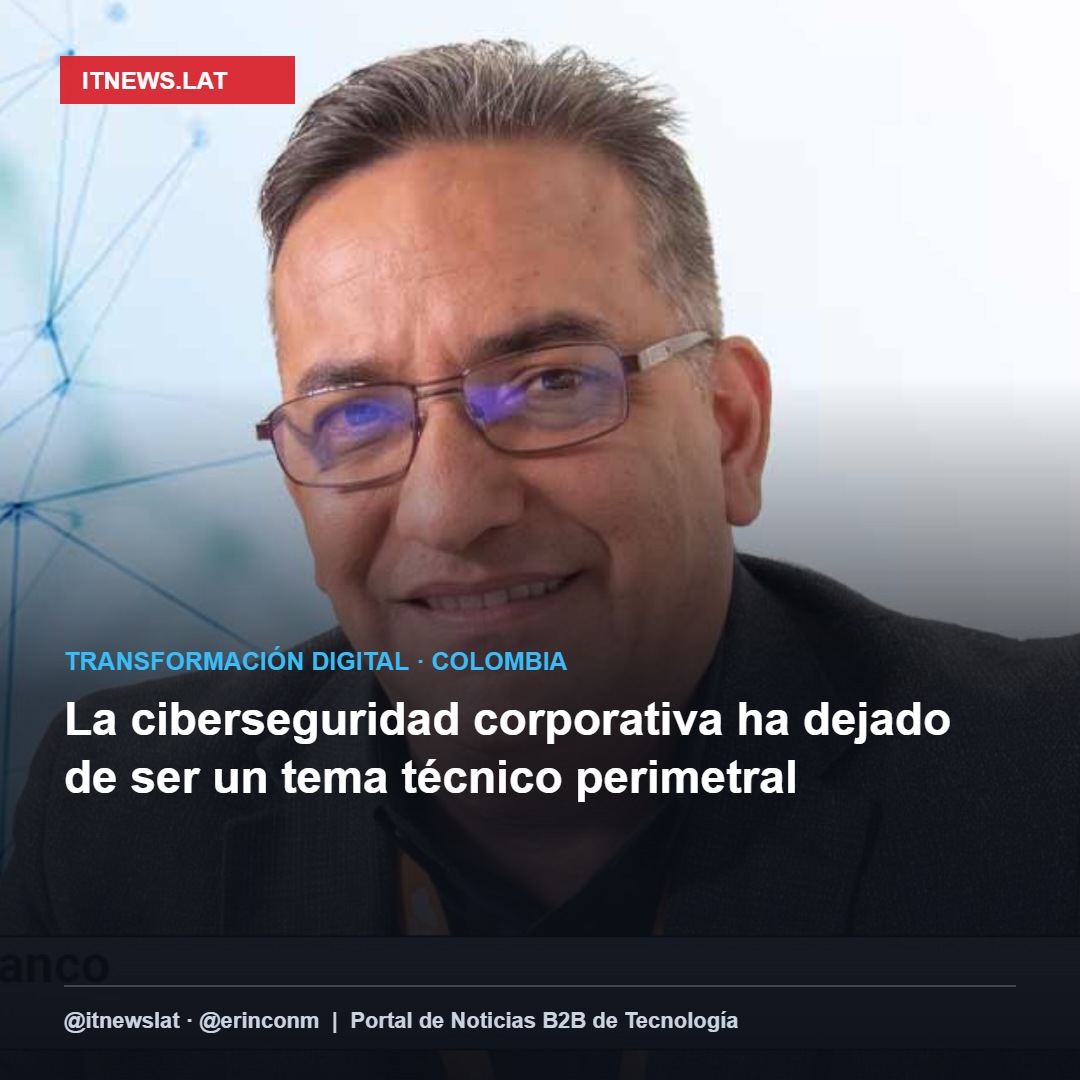 ITNEWS.LAT
TRANSFORMACIÓN DIGITAL · COLOMBIA
La ciberseguridad corporativa ha dejado
de ser un tema técnico perimetral
anco
@itnewslat · @erinconm | Portal de Noticias B2B de Tecnología